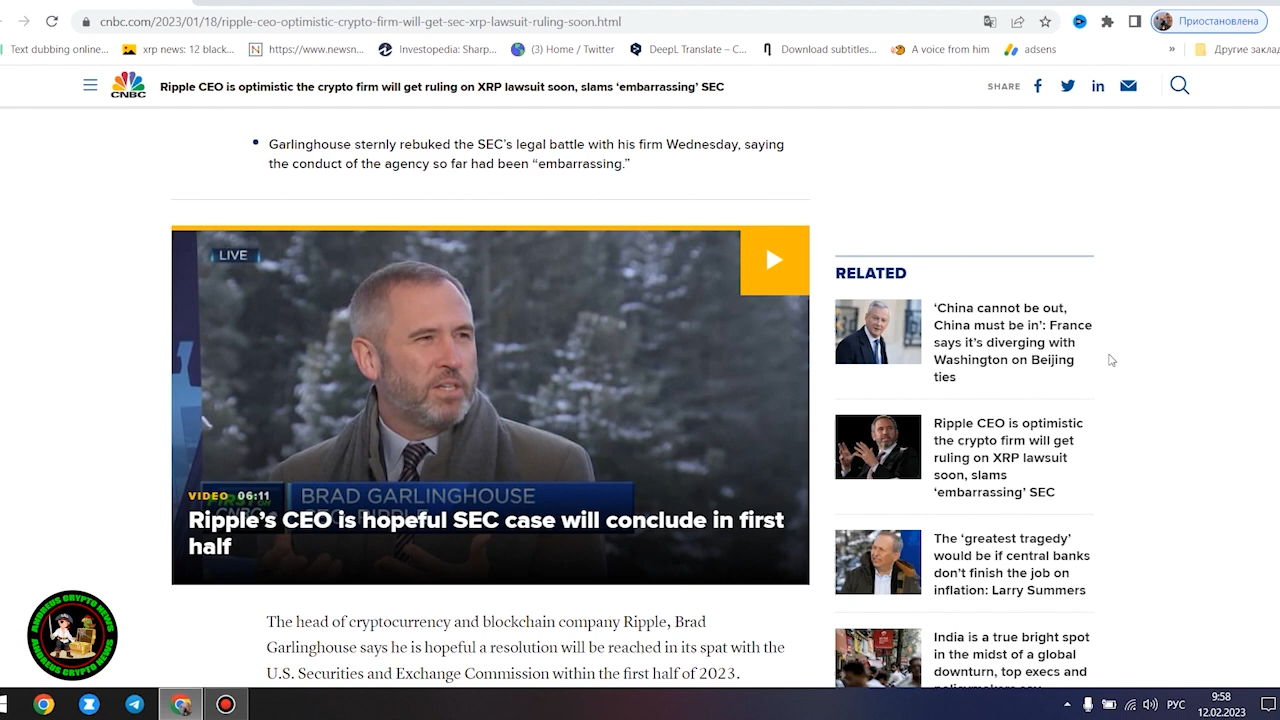 cnbc.com/2023/01/18/ripple-ceo-optimistic-crypto-firm-will-get-sec-xrp-lawsuit-ruling-soon.html
Приостановлена
Text dubbing online...
xrp news: 12 black...
https://www.newsn...
Investopedia: Sharp...
(3) Home / Twitter
DeepL Translate – C...
Download subtitles...
A voice from him
adsens
»
Другие закла
CNBC
Ripple CEO is optimistic the crypto firm will get ruling on XRP lawsuit soon, slams ‘embarrassing’ SEC
SHARE
Garlinghouse sternly rebuked the SEC’s legal battle with his firm Wednesday, saying
the conduct of the agency so far had been “embarrassing.”
LIVE
BRAD GARLINGHOUSE
VIDEO 06:11
Ripple’s CEO is hopeful SEC case will conclude in first
half
The head of cryptocurrency and blockchain company Ripple, Brad
Garlinghouse says he is hopeful a resolution will be reached in its spat with the
U.S. Securities and Exchange Commission within the first half of 2023.
RELATED
‘China cannot be out,
China must be in’: France
says it’s diverging with
Washington on Beijing
ties
Ripple CEO is optimistic
the crypto firm will get
ruling on XRP lawsuit
soon, slams
‘embarrassing’ SEC
The ‘greatest tragedy’
would be if central banks
don’t finish the job on
inflation: Larry Summers
India is a true bright spot
in the midst of a global
downturn, top execs and
ANDREUS CRYPTO NEWS
ANDREUS CRYPTO NEWS
РУС
9:58
12.02.2023